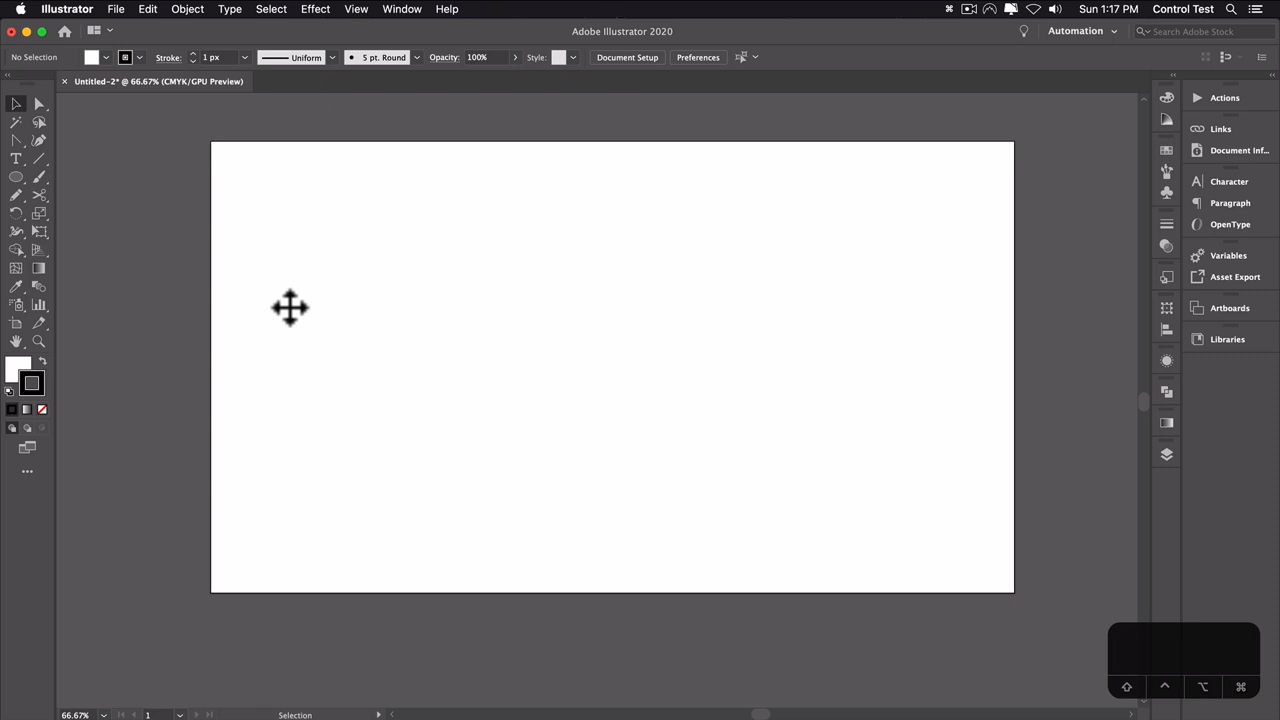 Illustrator File Edit Object Type Select Effect View Window Help
Sun 1:17 PM Control Test
Adobe Illustrator 2020
Automation
Search Adobe Stock
No Selection
Stroke: 1 px Uniform 5 pt. Round Opacity: 100% Style: Document Setup Preferences
Untitled-2* @ 66.67% (CMYK/GPU Preview)
Actions
Links
Document Inf...
Character
Paragraph
OpenType
Variables
Asset Export
Artboards
Libraries
66.67% 1 Selection